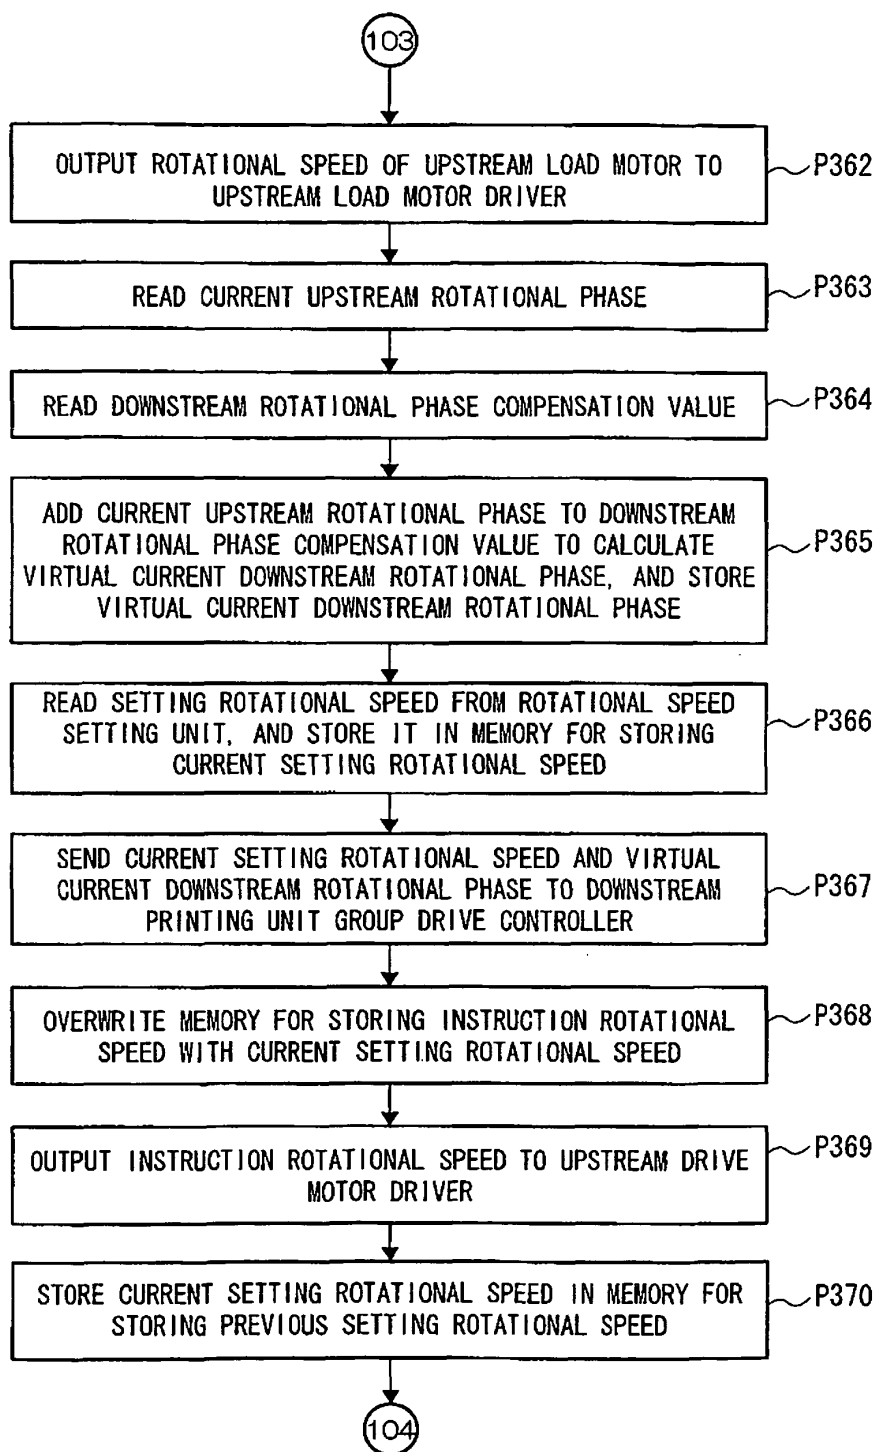 103
OUTPUT ROTATIONAL SPEED OF UPSTREAM LOAD MOTOR TO
UPSTREAM LOAD MOTOR DRIVER
P362
READ CURRENT UPSTREAM ROTATIONAL PHASE
P363
READ DOWNSTREAM ROTATIONAL PHASE COMPENSATION VALUE
P364
ADD CURRENT UPSTREAM ROTATIONAL PHASE TO DOWNSTREAM
ROTATIONAL PHASE COMPENSATION VALUE TO CALCULATE
VIRTUAL CURRENT DOWNSTREAM ROTATIONAL PHASE, AND STORE
VIRTUAL CURRENT DOWNSTREAM ROTATIONAL PHASE
P365
READ SETTING ROTATIONAL SPEED FROM ROTATIONAL SPEED
SETTING UNIT, AND STORE IT IN MEMORY FOR STORING
CURRENT SETTING ROTATIONAL SPEED
P366
SEND CURRENT SETTING ROTATIONAL SPEED AND VIRTUAL
CURRENT DOWNSTREAM ROTATIONAL PHASE TO DOWNSTREAM
PRINTING UNIT GROUP DRIVE CONTROLLER
P367
OVERWRITE MEMORY FOR STORING INSTRUCTION ROTATIONAL
SPEED WITH CURRENT SETTING ROTATIONAL SPEED
P368
OUTPUT INSTRUCTION ROTATIONAL SPEED TO UPSTREAM DRIVE
MOTOR DRIVER
P369
STORE CURRENT SETTING ROTATIONAL SPEED IN MEMORY FOR
STORING PREVIOUS SETTING ROTATIONAL SPEED
P370
104